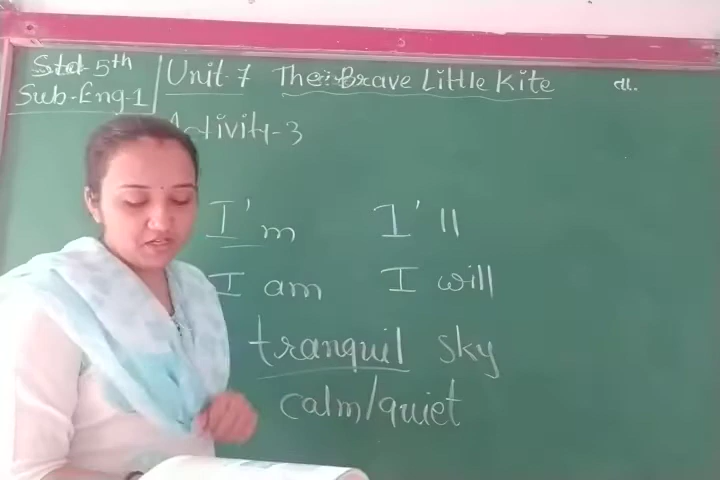 Std-5th
Sub-Eng-1
Unit-7 The Brave Little Kite
તા.
Activity-3
I'm I'll
I am I will
tranquil sky
calm/quiet